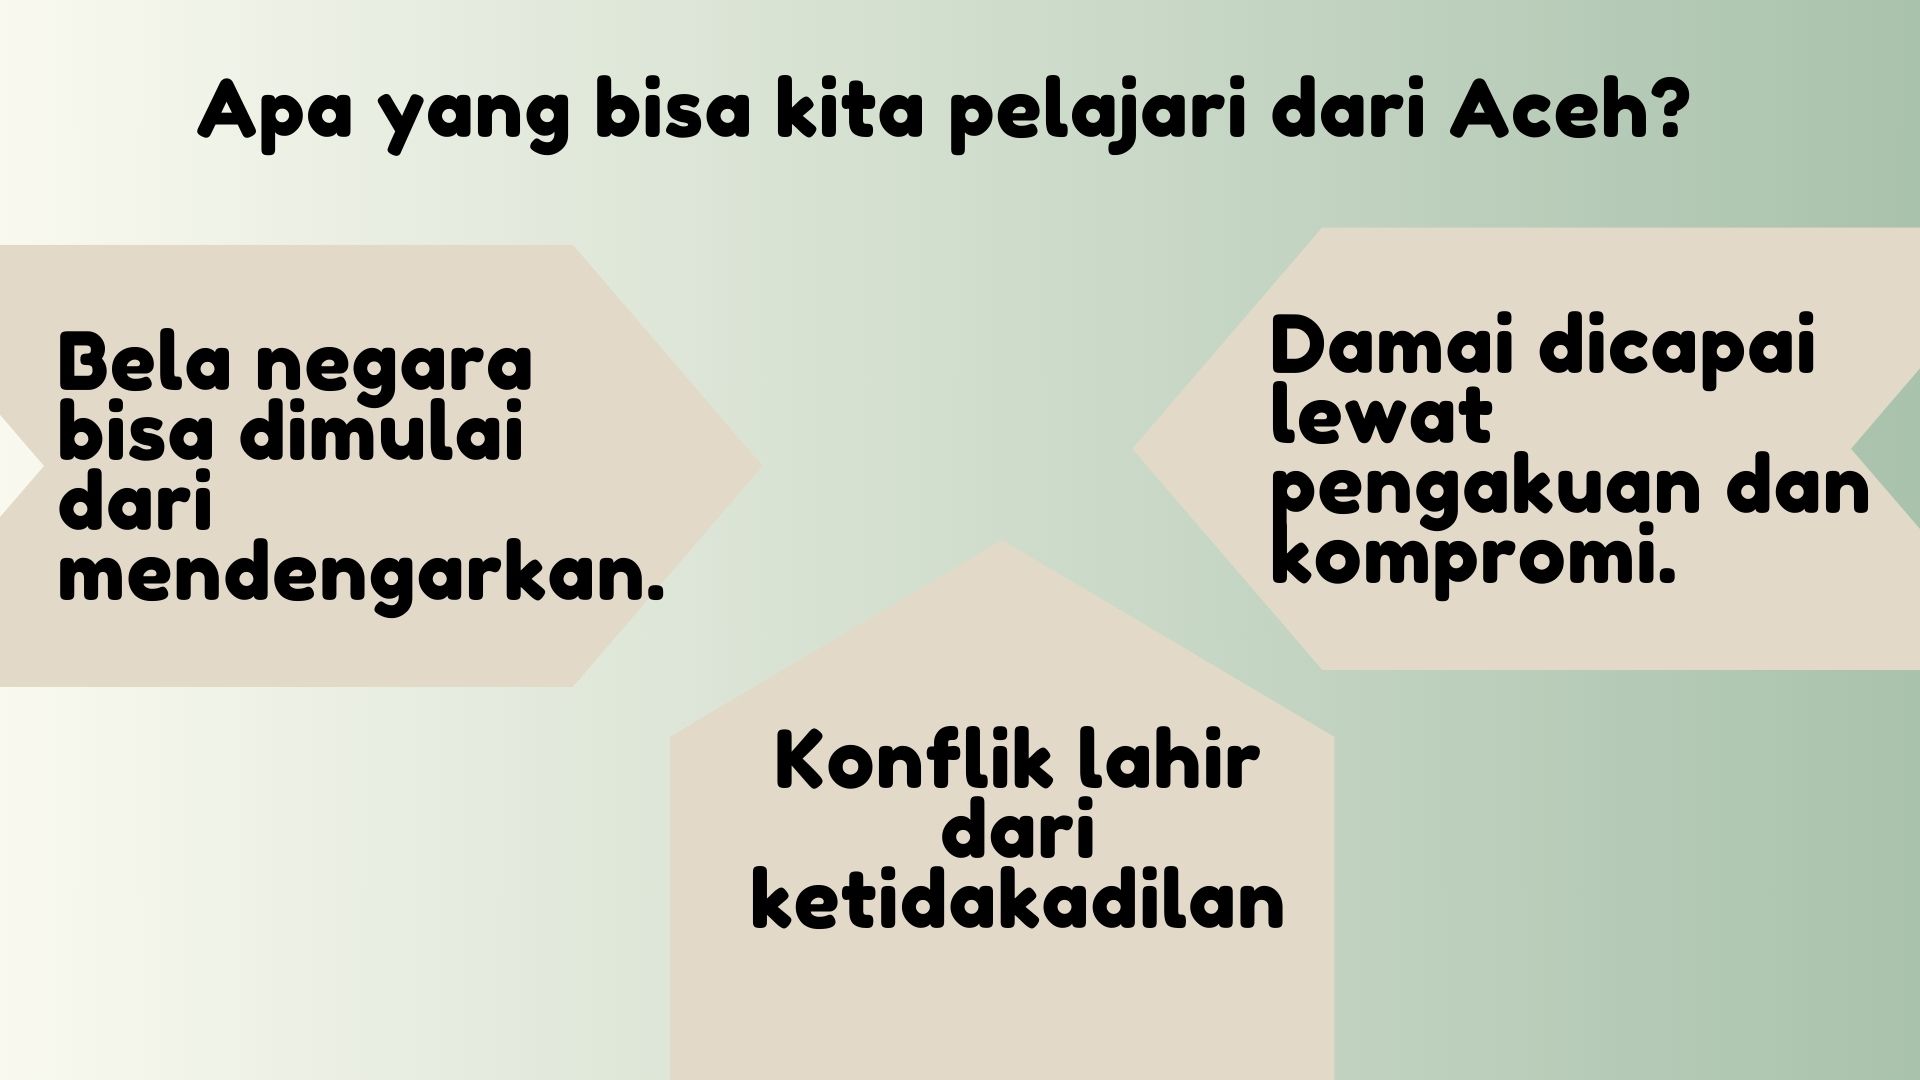 Apa yang bisa kita pelajari dari Aceh?
Bela negara
bisa dimulai
dari
mendengarkan.
Damai dicapai
lewat
pengakuan dan
kompromi.
Konflik lahir
dari
ketidakadilan